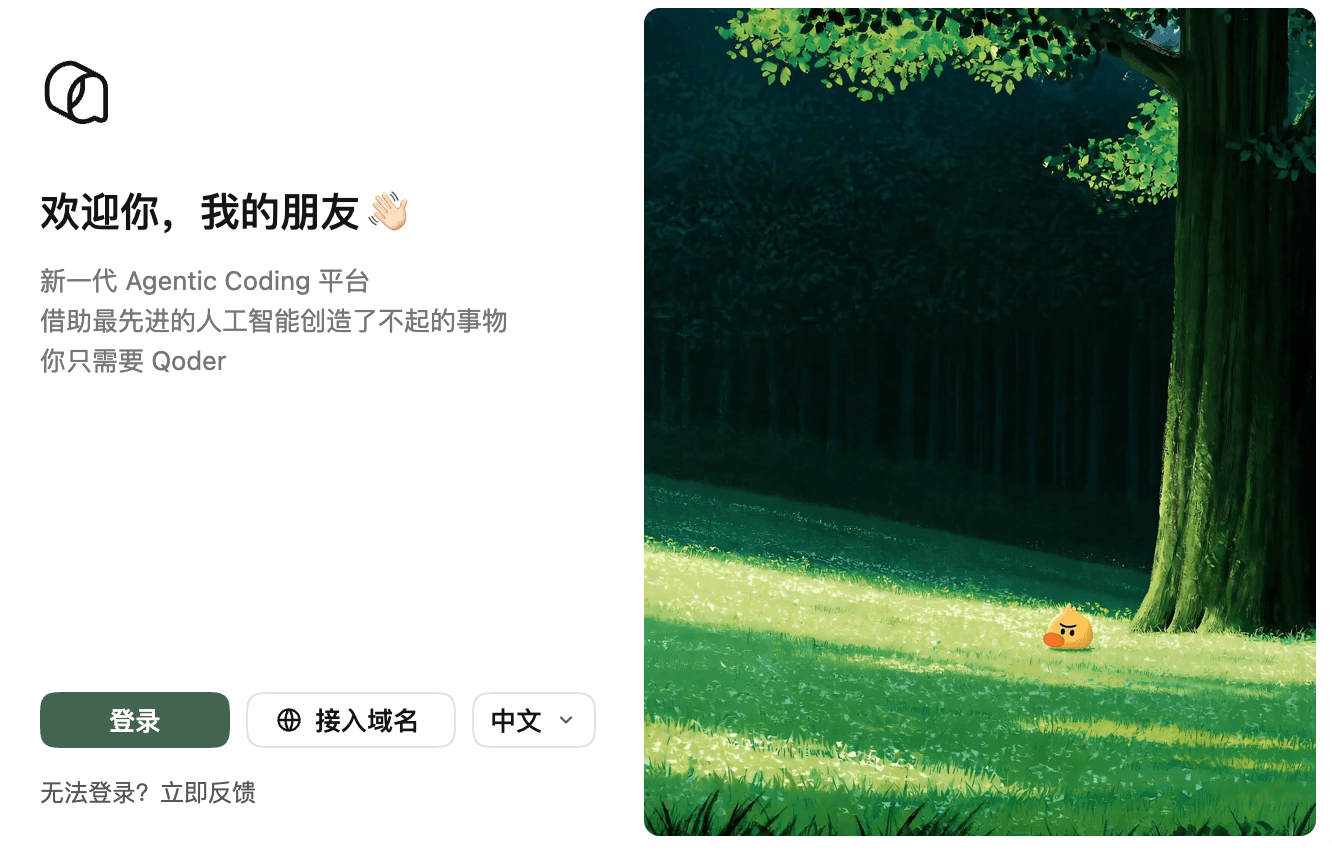 欢迎你，我的朋友👋🏻
新一代 Agentic Coding 平台
借助最先进的人工智能创造了不起的事物
你只需要 Qoder
登录
接入域名
中文
无法登录？立即反馈